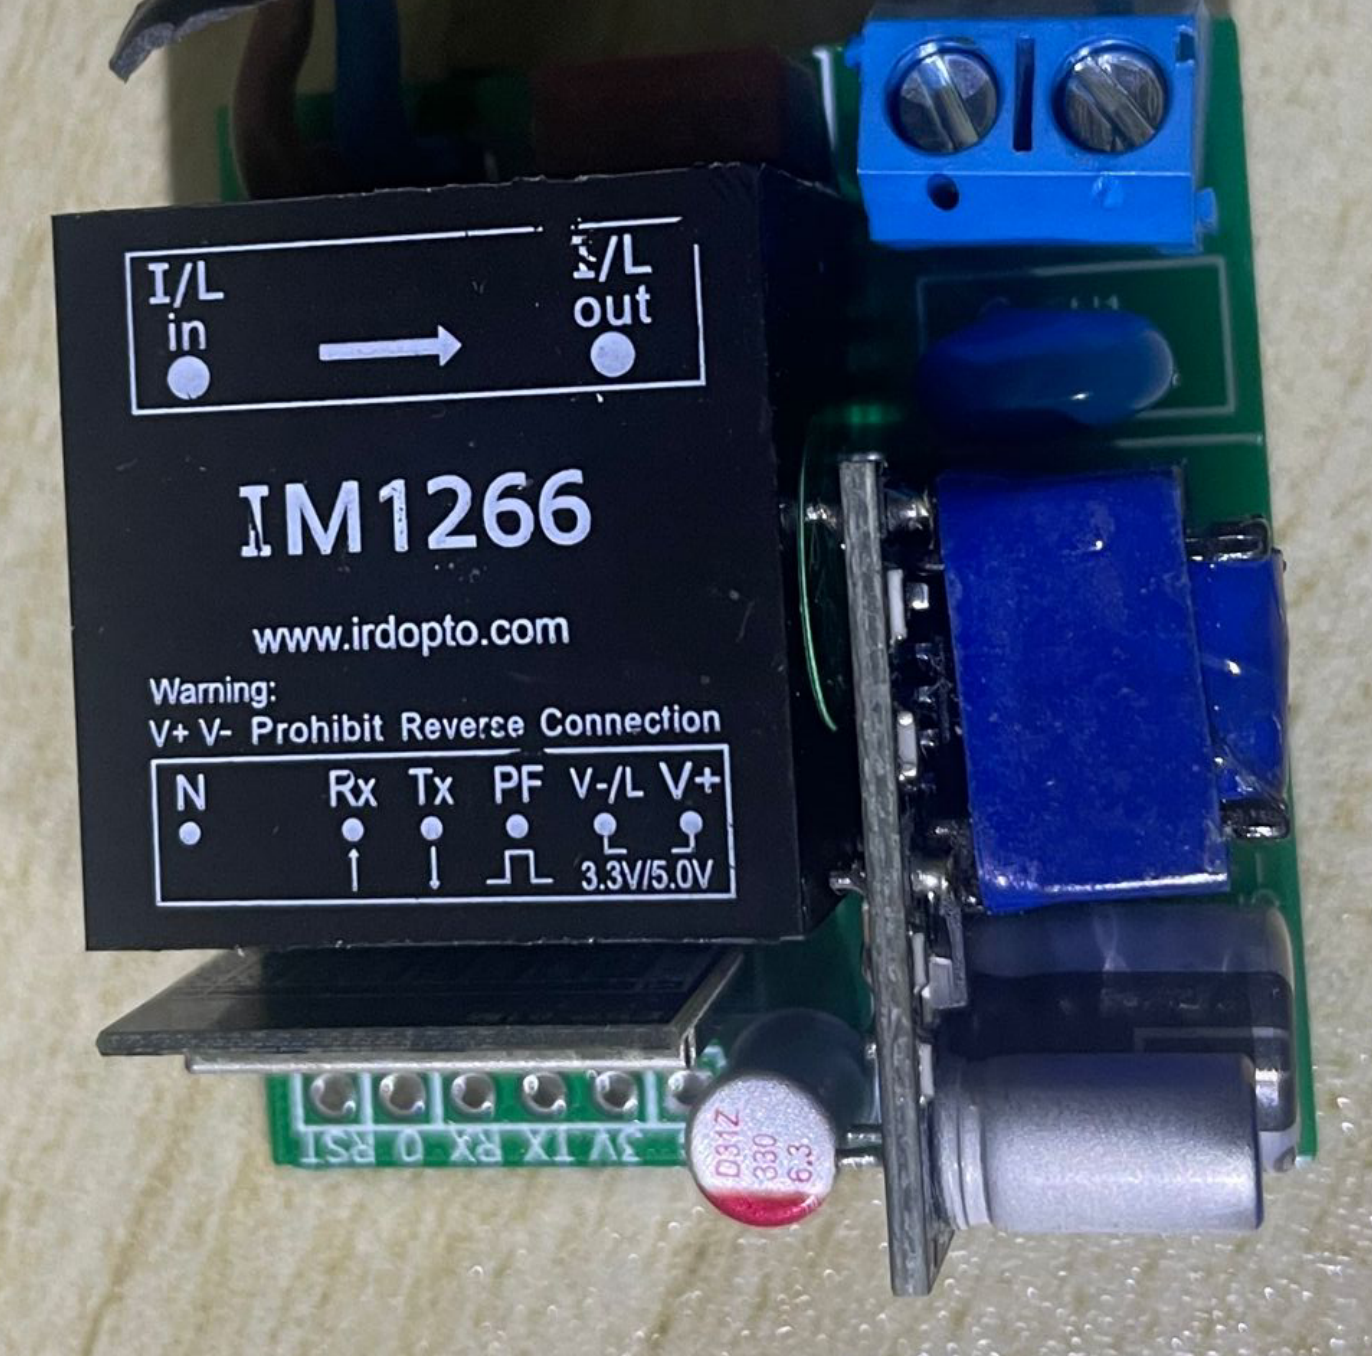 I/L in
I/L out
IM1266
www.irdopto.com
Warning:
V+ V- Prohibit Reverse Connection
N Rx Tx PF V-/L V+
3.3V/5.0V
RST 0 RX TX 3V
D31Z
330
6.3